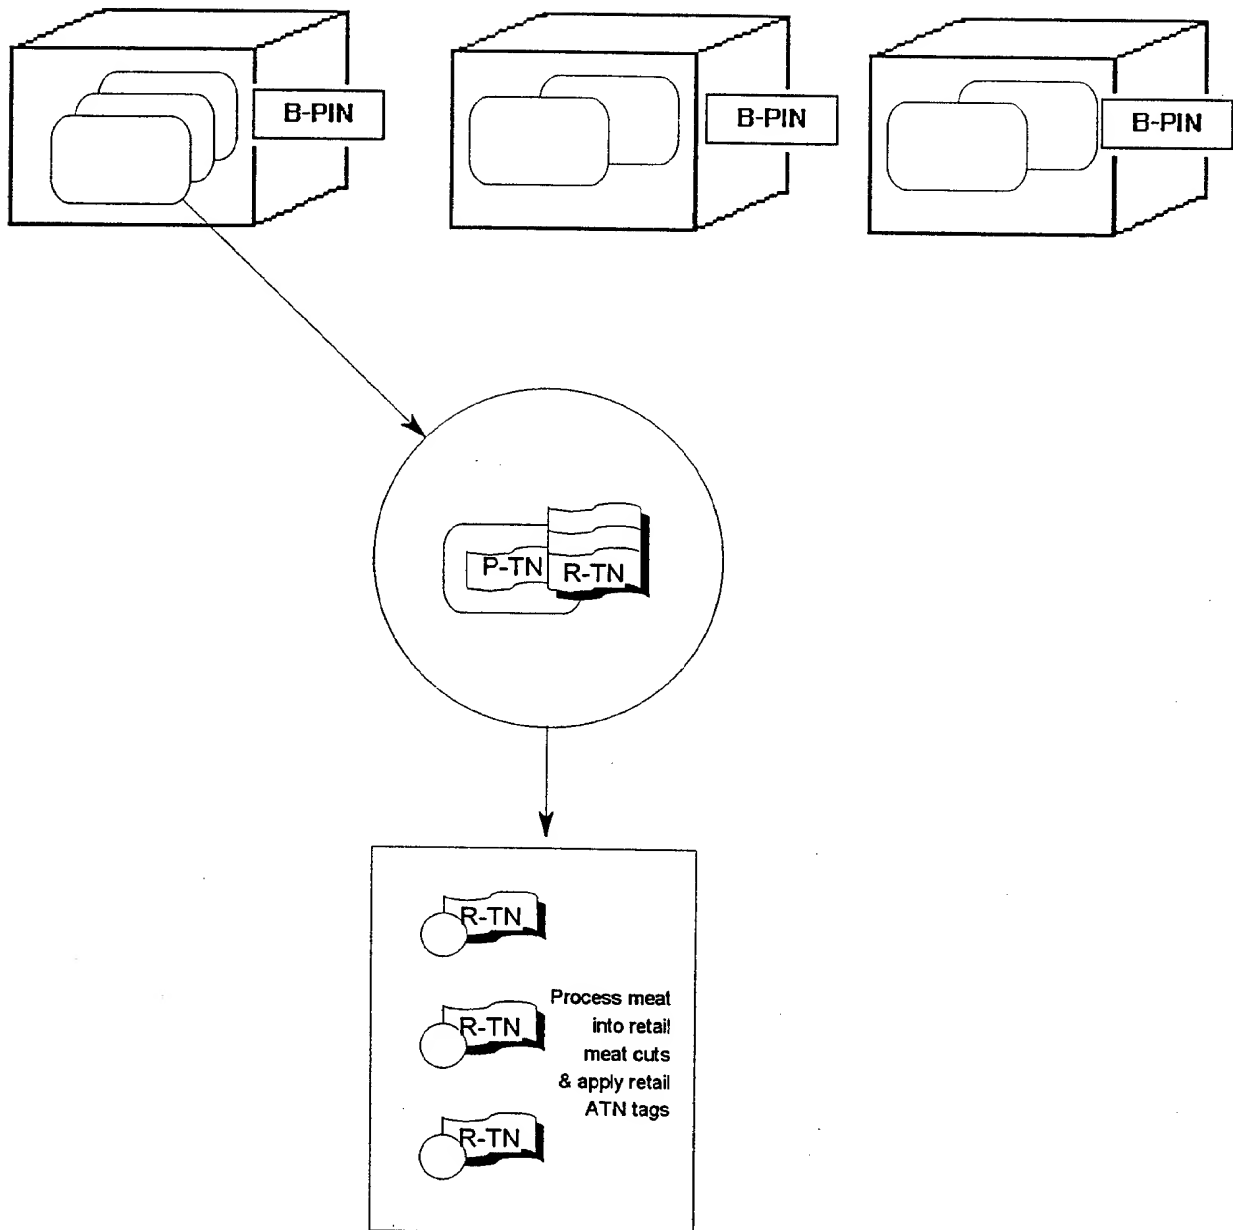 B-PIN
B-PIN
B-PIN
P-TN
R-TN
R-TN
R-TN
R-TN
Process meat
into retail
meat cuts
& apply retail
ATN tags